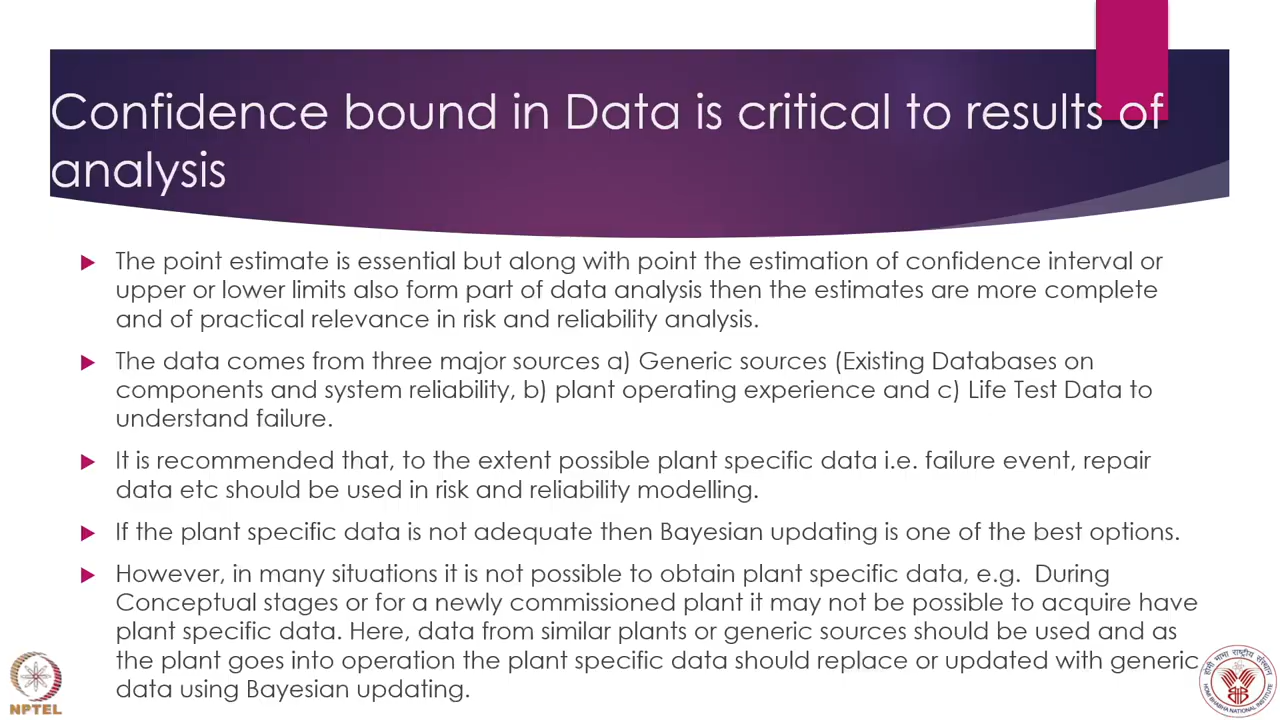 Confidence bound in Data is critical to results of
analysis
The point estimate is essential but along with point the estimation of confidence interval or
upper or lower limits also form part of data analysis then the estimates are more complete
and of practical relevance in risk and reliability analysis.
The data comes from three major sources a) Generic sources (Existing Databases on
components and system reliability, b) plant operating experience and c) Life Test Data to
understand failure.
It is recommended that, to the extent possible plant specific data i.e. failure event, repair
data etc should be used in risk and reliability modelling.
If the plant specific data is not adequate then Bayesian updating is one of the best options.
However, in many situations it is not possible to obtain plant specific data, e.g. During
Conceptual stages or for a newly commissioned plant it may not be possible to acquire have
plant specific data. Here, data from similar plants or generic sources should be used and as
the plant goes into operation the plant specific data should replace or updated with generic
data using Bayesian updating.
NPTEL
होमी भाभा राष्ट्रीय संस्थान
HOMI BHABHA NATIONAL INSTITUTE